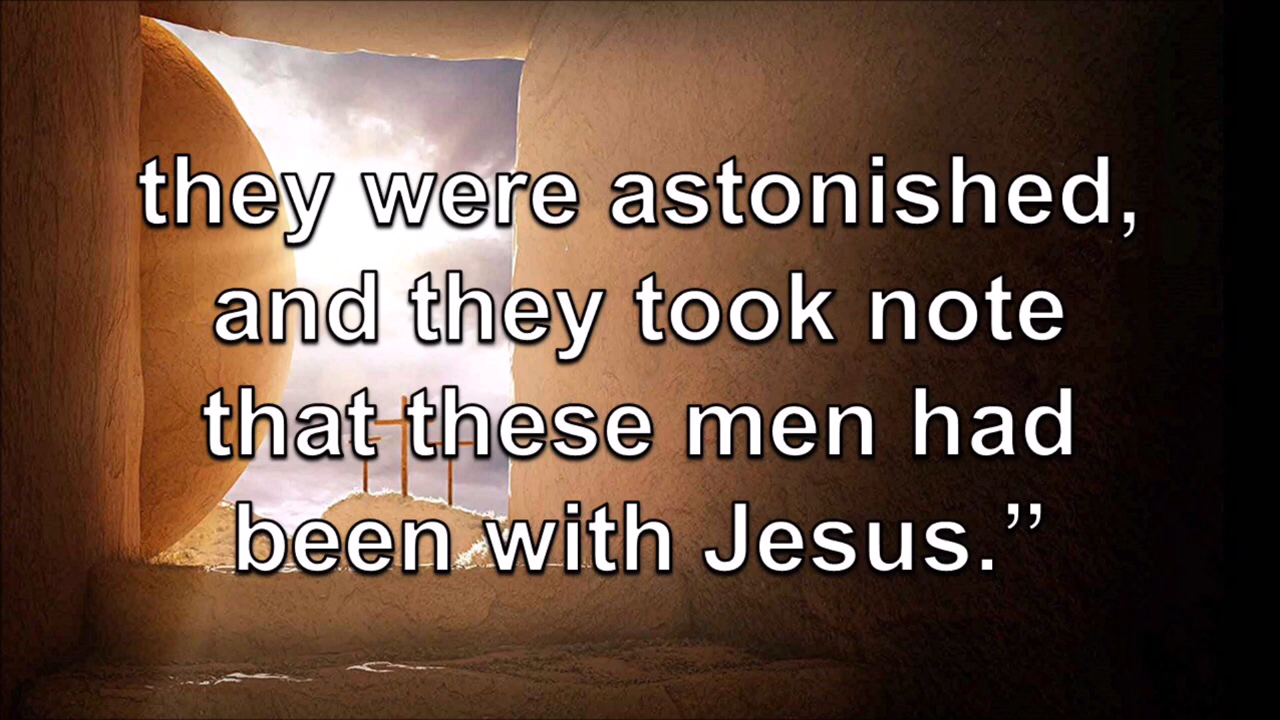 they were astonished,
and they took note
that these men had
been with Jesus.”